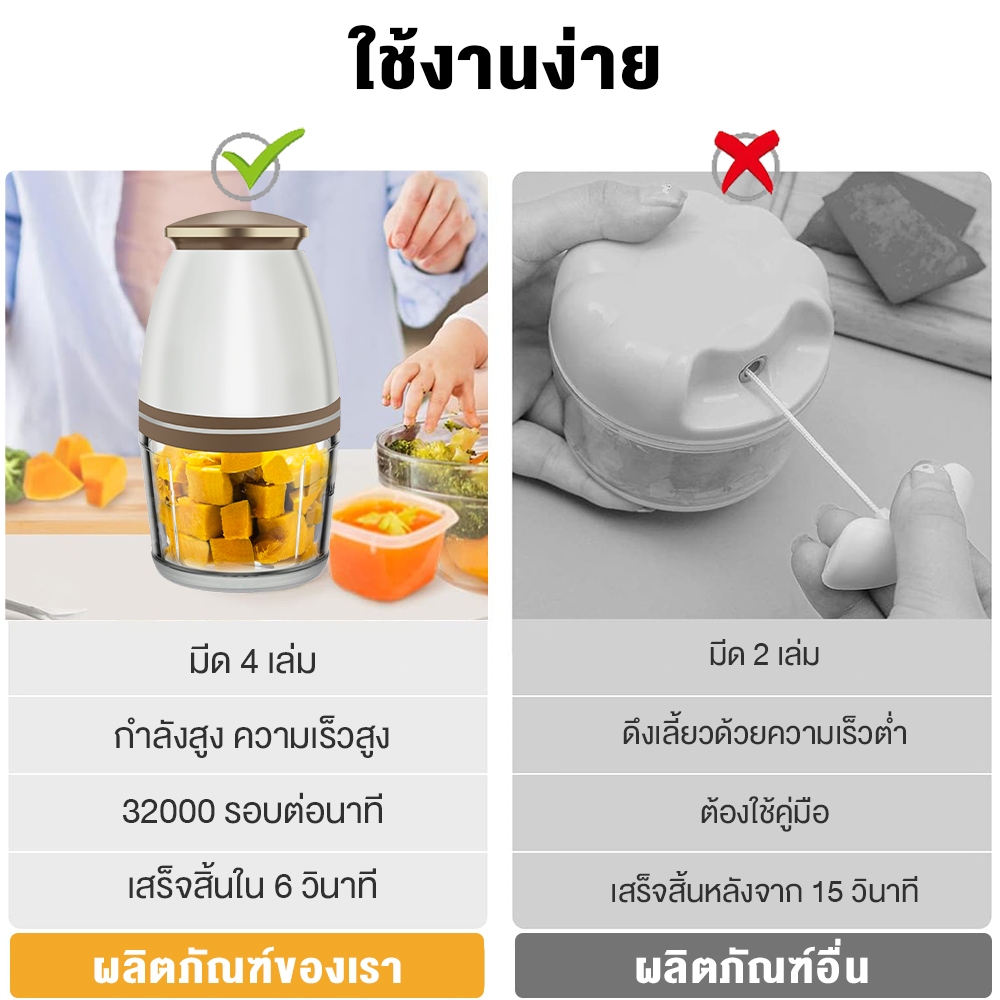 ใช้งานง่าย
มีด 4 เล่ม
กำลังสูง ความเร็วสูง
32000 รอบต่อนาที
เสร็จสิ้นใน 6 วินาที
ผลิตภัณฑ์ของเรา
มีด 2 เล่ม
ดึงเลี้ยวด้วยความเร็วต่ำ
ต้องใช้คู่มือ
เสร็จสิ้นหลังจาก 15 วินาที
ผลิตภัณฑ์อื่น